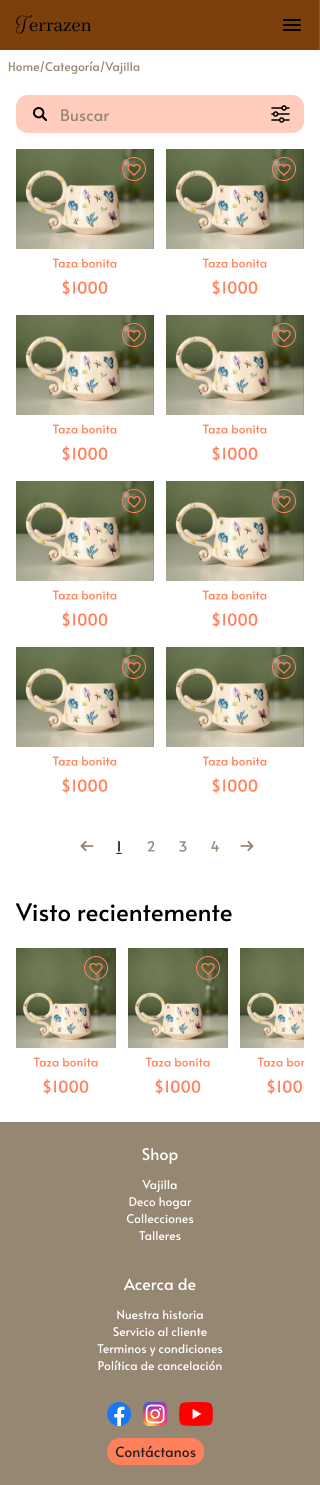 Terrazen
Home/Categoría/Vajilla
Buscar
Taza bonita Taza bonita
$1000 $1000
Taza bonita Taza bonita
$1000 $1000
Taza bonita Taza bonita
$1000 $1000
Taza bonita Taza bonita
$1000 $1000
← 1 2 3 4 →
Visto recientemente
Taza bonita Taza bonita Taza bon
$1000 $1000 $100
Shop
Vajilla
Deco hogar
Collecciones
Talleres
Acerca de
Nuestra historia
Servicio al cliente
Terminos y condiciones
Política de cancelación
Contáctanos